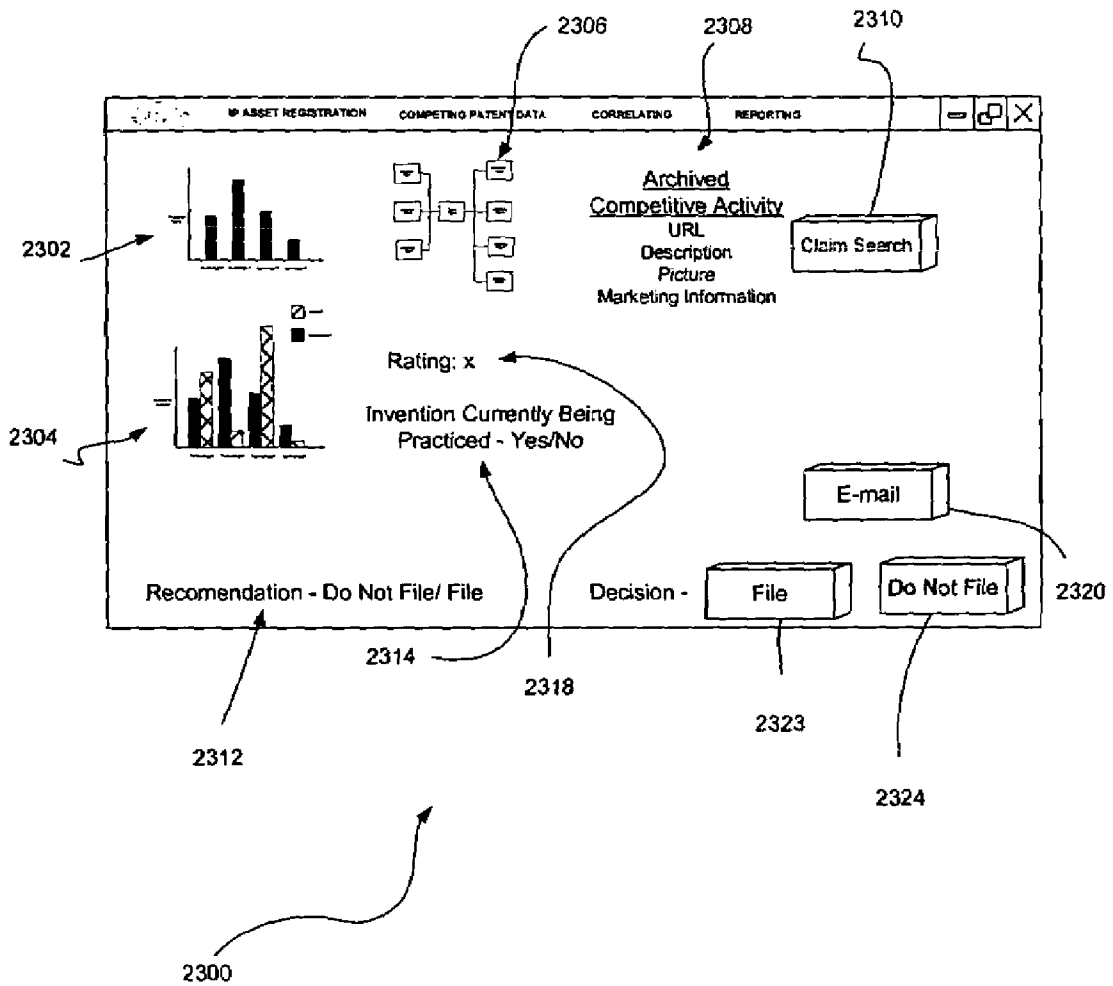 2306
2308
2310
IP ASSET REGISTRATION
COMPETING PATENT DATA
CORRELATING
REPORTING
Archived
Competitive Activity
URL
Description
Picture
Marketing Information
Claim Search
2302
2304
Rating: x
Invention Currently Being
Practiced - Yes/No
E-mail
Recomendation - Do Not File/ File
Decision -
File
Do Not File
2320
2314
2318
2323
2312
2324
2300